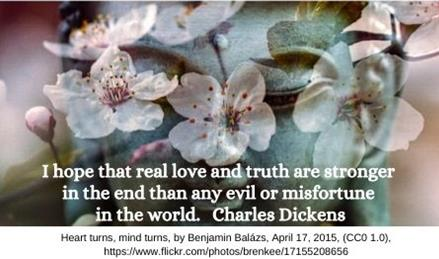 I hope that real love and truth are stronger
in the end than any evil or misfortune
in the world. Charles Dickens
Heart turns, mind turns, by Benjamin Balázs, April 17, 2015, (CC0 1.0),
https://www.flickr.com/photos/brenkee/17155208656